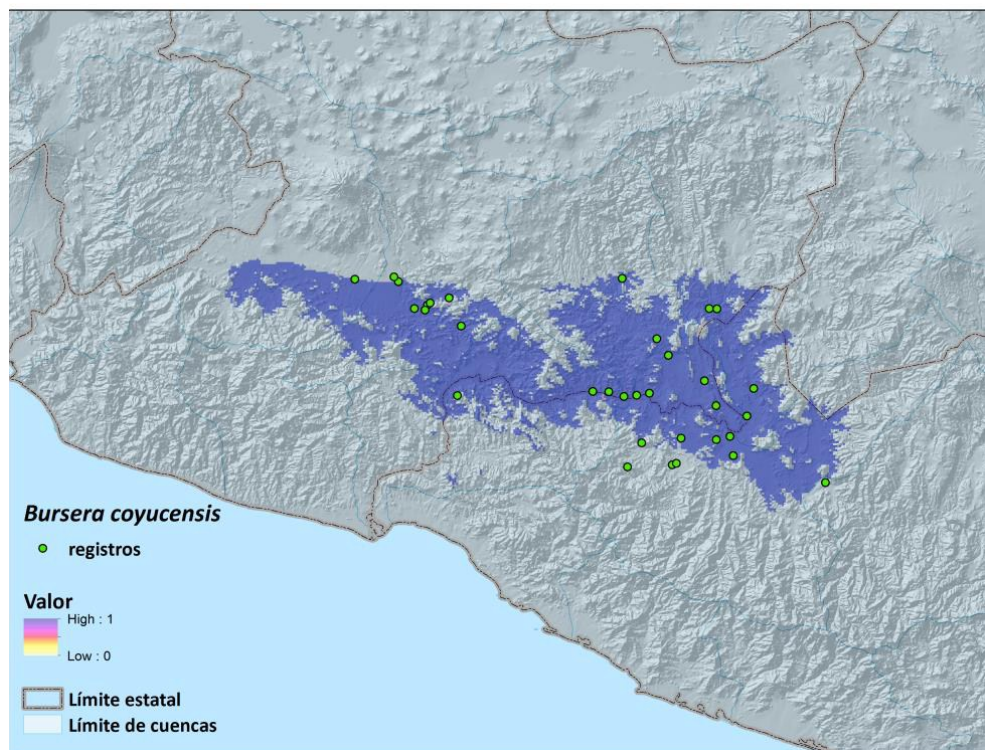 Bursera coyucensis
registros
Valor
High : 1
Low : 0
Límite estatal
Límite de cuencas